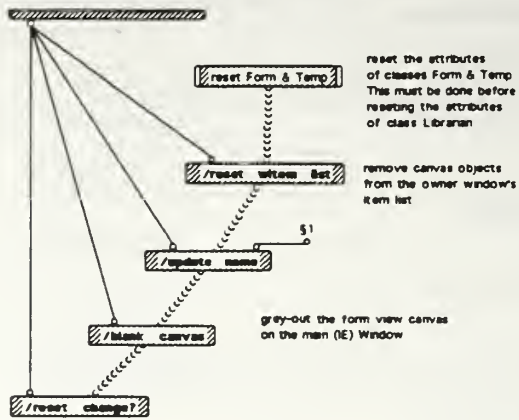 reset Form & Temp
reset the attributes
of classes Form & Temp
This must be done before
reseting the attributes
of class Librarian
/reset witem list
remove canvas objects
from the owner window's
item list
§1
/update name
/blank canvas
grey-out the form view canvas
on the main (IE) Window
/reset change?